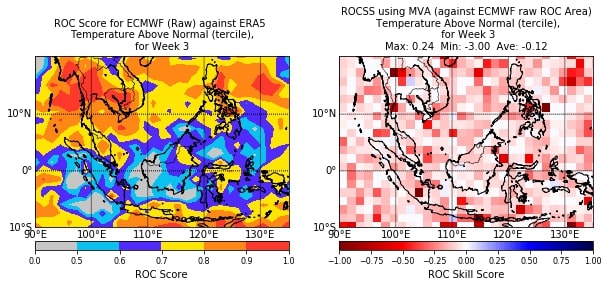 ROC Score for ECMWF (Raw) against ERA5
Temperature Above Normal (tercile),
for Week 3
10°N
0°
10°S
90°E 100°E 110°E 120°E 130°E
0.0 0.5 0.6 0.7 0.8 0.9 1.0
ROC Score
ROCSS using MVA (against ECMWF raw ROC Area)
Temperature Above Normal (tercile),
for Week 3
Max: 0.24 Min: -3.00 Ave: -0.12
10°N
0°
10°S
90°E 100°E 110°E 120°E 130°E
−1.00 −0.75 −0.50 −0.25 0.00 0.25 0.50 0.75 1.00
ROC Skill Score